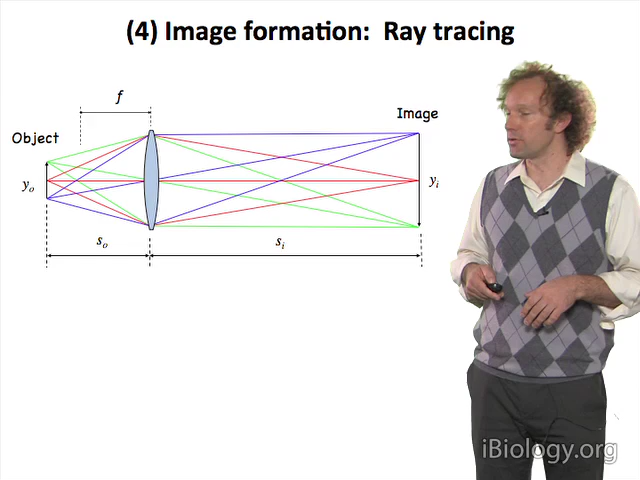 (4) Image formation: Ray tracing
f
Image
Object
yₒ
yᵢ
sₒ
sᵢ
iBiology.org